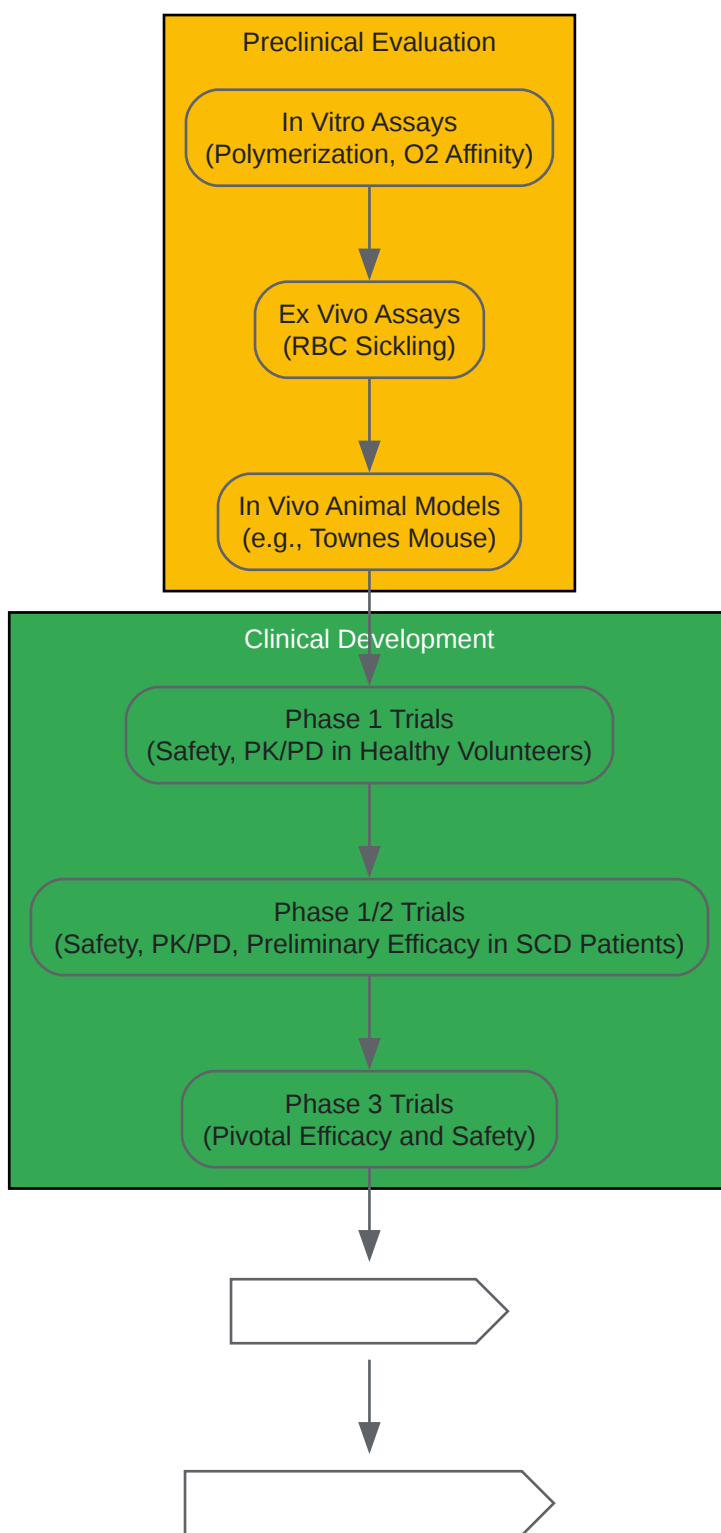 Preclinical Evaluation
In Vitro Assays
(Polymerization, O2 Affinity)
Ex Vivo Assays
(RBC Sickling)
In Vivo Animal Models
(e.g., Townes Mouse)
Clinical Development
Phase 1 Trials
(Safety, PK/PD in Healthy Volunteers)
Phase 1/2 Trials
(Safety, PK/PD, Preliminary Efficacy in SCD Patients)
Phase 3 Trials
(Pivotal Efficacy and Safety)